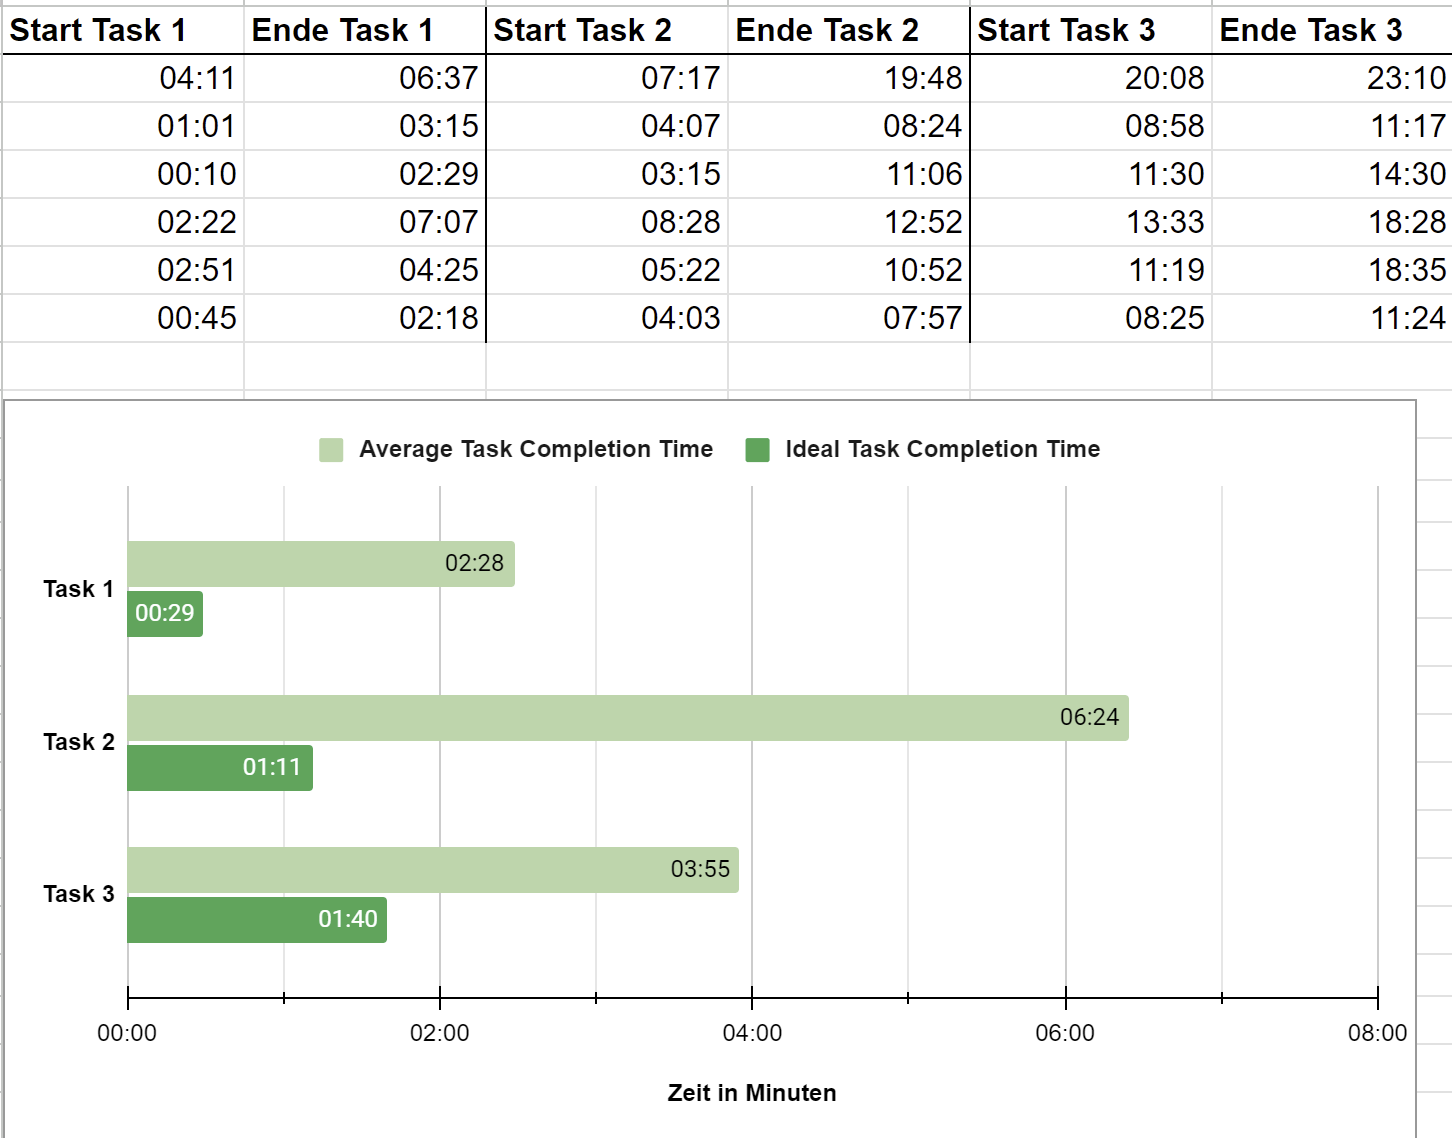 Start Task 1 Ende Task 1 Start Task 2 Ende Task 2 Start Task 3 Ende Task 3
04:11 06:37 07:17 19:48 20:08 23:10
01:01 03:15 04:07 08:24 08:58 11:17
00:10 02:29 03:15 11:06 11:30 14:30
02:22 07:07 08:28 12:52 13:33 18:28
02:51 04:25 05:22 10:52 11:19 18:35
00:45 02:18 04:03 07:57 08:25 11:24
Average Task Completion Time Ideal Task Completion Time
02:28
Task 1
00:29
06:24
Task 2
01:11
03:55
Task 3
01:40
00:00 02:00 04:00 06:00 08:00
Zeit in Minuten